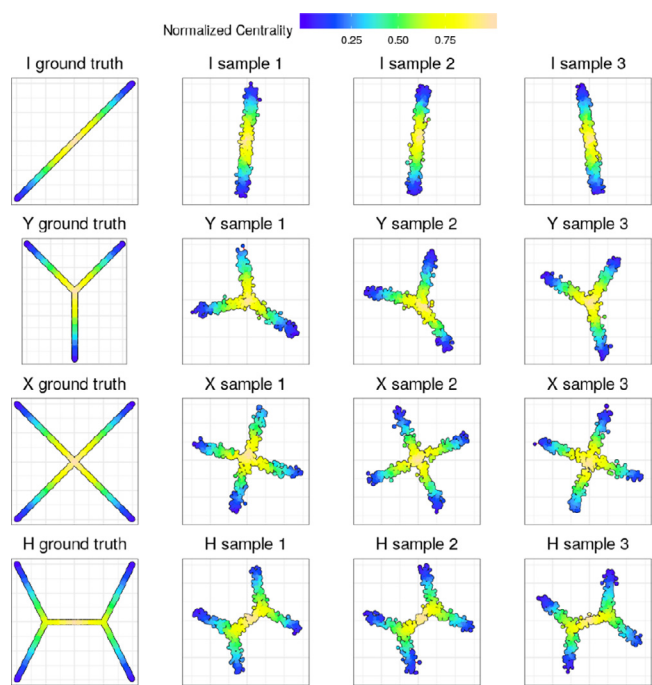 Normalized Centrality
0.25 0.50 0.75
I ground truth I sample 1 I sample 2 I sample 3
Y ground truth Y sample 1 Y sample 2 Y sample 3
X ground truth X sample 1 X sample 2 X sample 3
H ground truth H sample 1 H sample 2 H sample 3